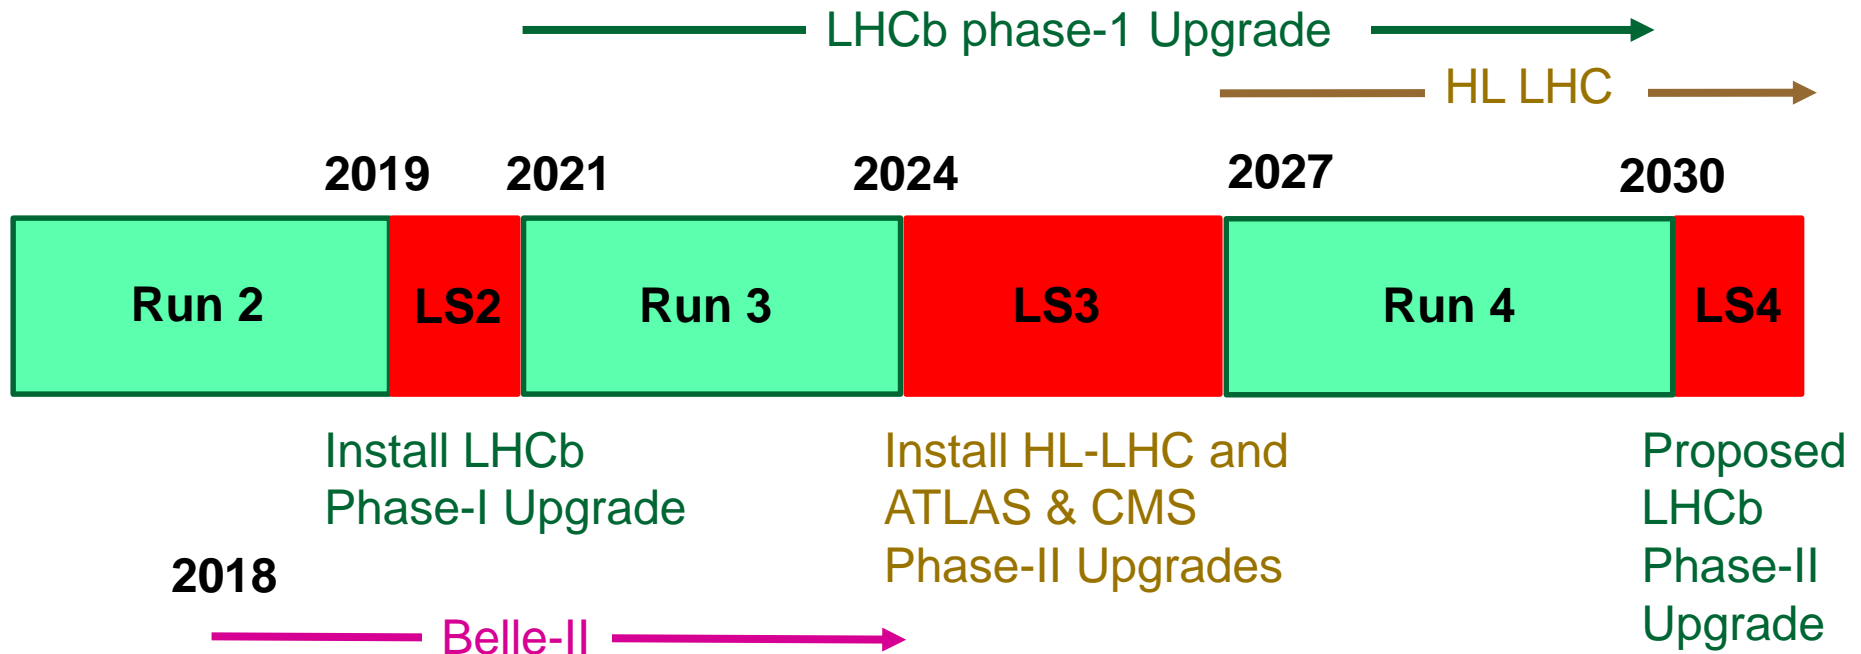 LHCb phase-1 Upgrade
HL LHC
2019 2021 2024 2027 2030
Run 2 LS2 Run 3 LS3 Run 4 LS4
Install LHCb
Phase-I Upgrade
Install HL-LHC and
ATLAS & CMS
Phase-II Upgrades
Proposed
LHCb
Phase-II
Upgrade
2018
Belle-II